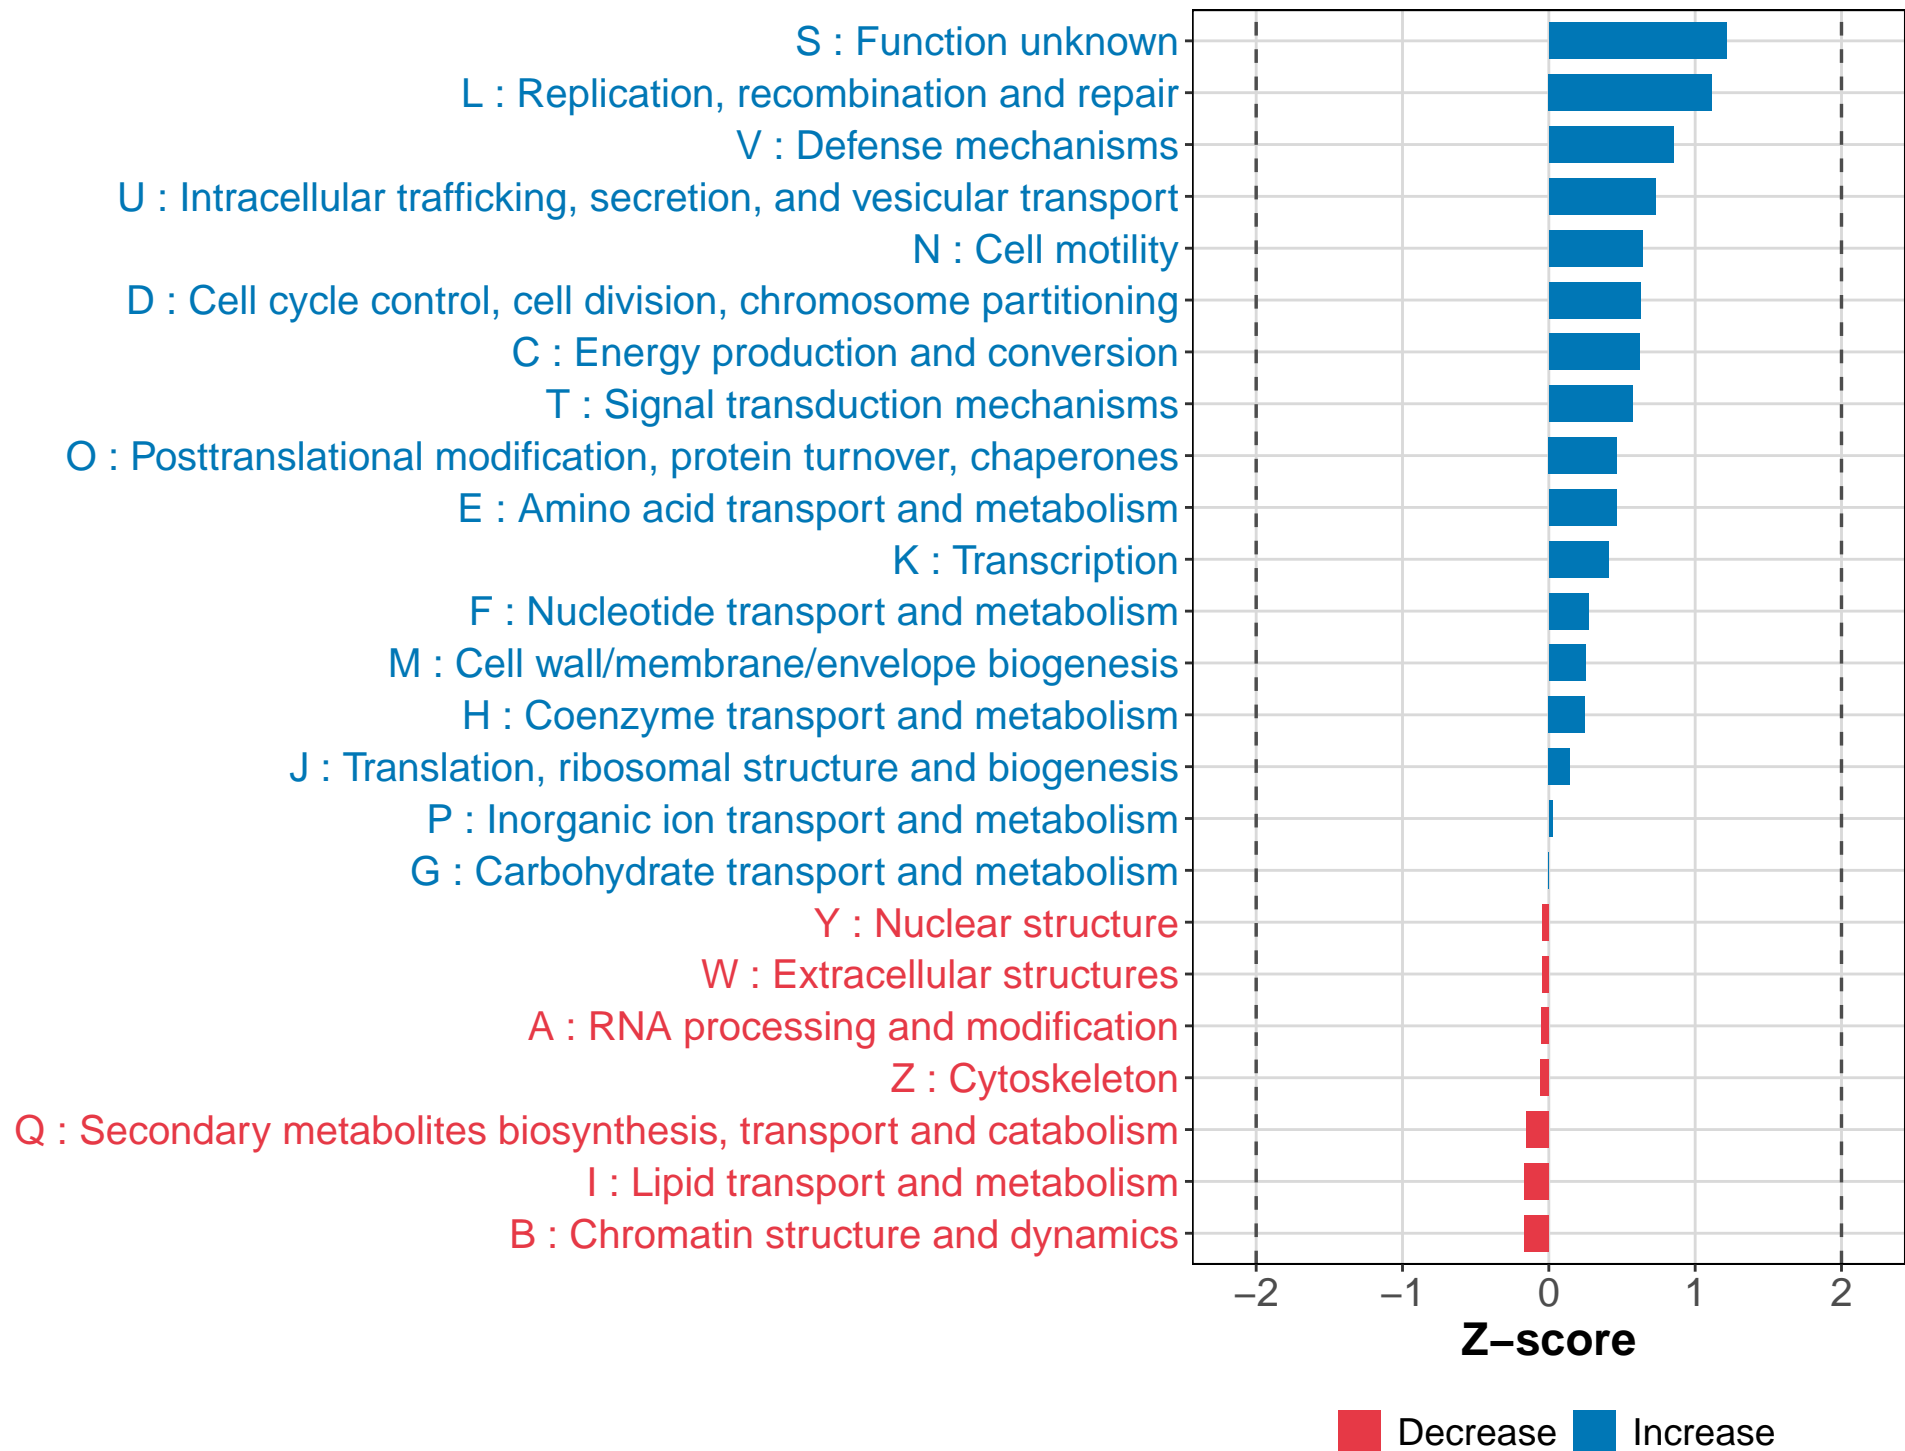 S : Function unknown
L : Replication, recombination and repair
V : Defense mechanisms
U : Intracellular trafficking, secretion, and vesicular transport
N : Cell motility
D : Cell cycle control, cell division, chromosome partitioning
C : Energy production and conversion
T : Signal transduction mechanisms
O : Posttranslational modification, protein turnover, chaperones
E : Amino acid transport and metabolism
K : Transcription
F : Nucleotide transport and metabolism
M : Cell wall/membrane/envelope biogenesis
H : Coenzyme transport and metabolism
J : Translation, ribosomal structure and biogenesis
P : Inorganic ion transport and metabolism
G : Carbohydrate transport and metabolism
Y : Nuclear structure
W : Extracellular structures
A : RNA processing and modification
Z : Cytoskeleton
Q : Secondary metabolites biosynthesis, transport and catabolism
I : Lipid transport and metabolism
B : Chromatin structure and dynamics
−2 −1 0 1 2
Z−score
Decrease Increase